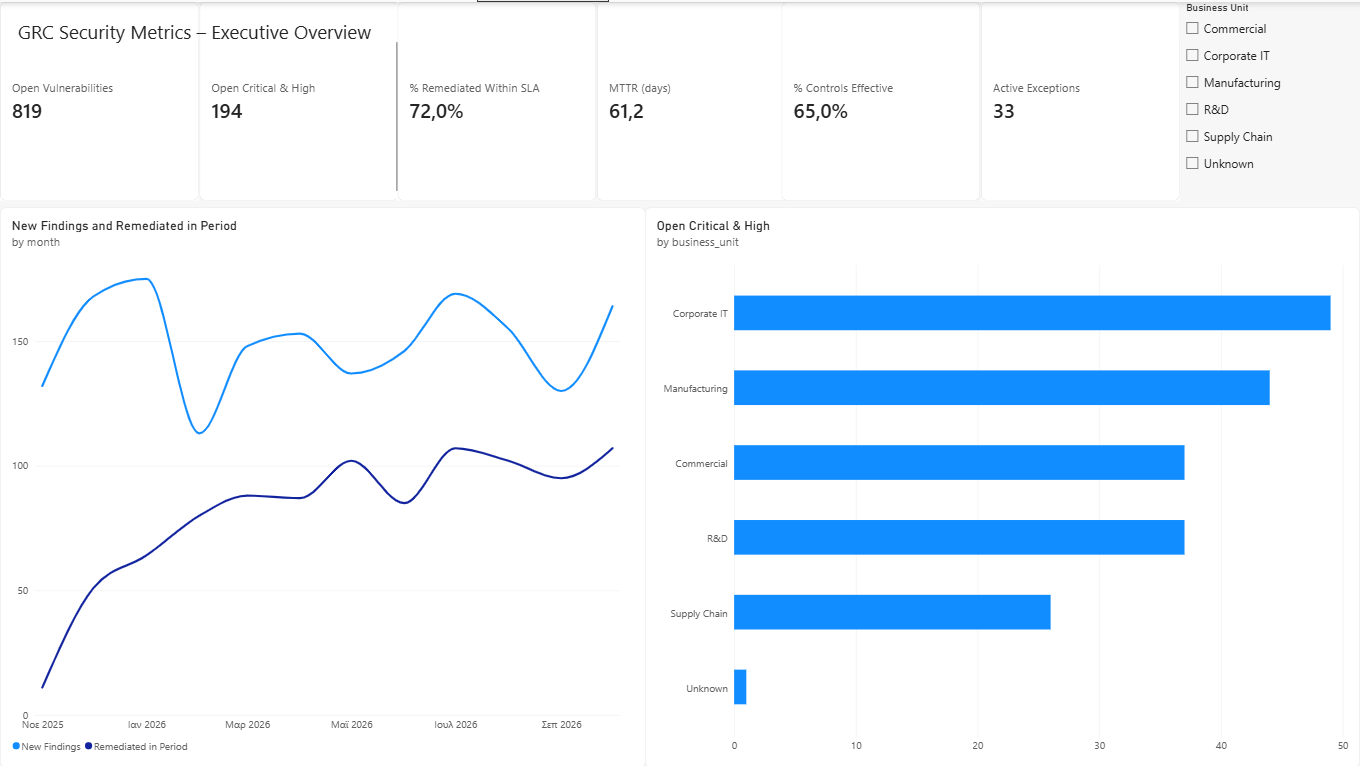 GRC Security Metrics – Executive Overview
Open Vulnerabilities
819
Open Critical & High
194
% Remediated Within SLA
72,0%
MTTR (days)
61,2
% Controls Effective
65,0%
Active Exceptions
33
Business Unit
Commercial
Corporate IT
Manufacturing
R&D
Supply Chain
Unknown
New Findings and Remediated in Period
by month
150
100
50
0
Νοε 2025 Ιαν 2026 Μαρ 2026 Μαϊ 2026 Ιουλ 2026 Σεπ 2026
New Findings Remediated in Period
Open Critical & High
by business_unit
Corporate IT
Manufacturing
Commercial
R&D
Supply Chain
Unknown
0 10 20 30 40 50